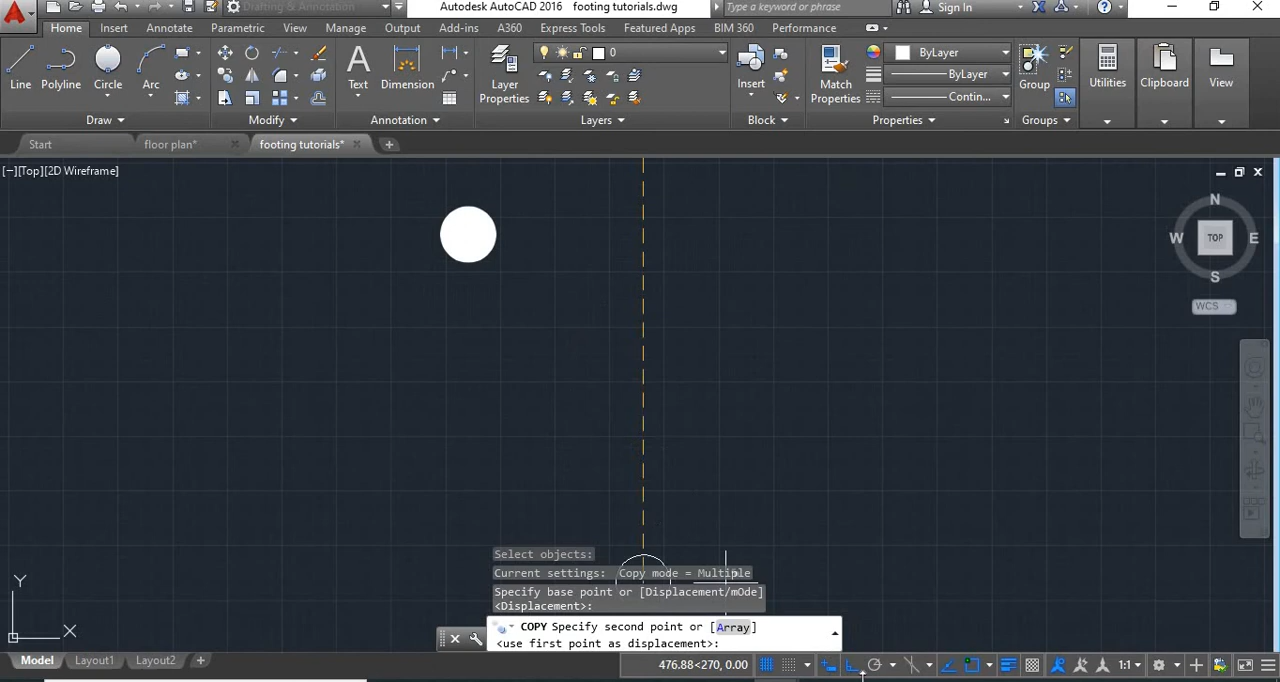 Drafting & Annotation
Autodesk AutoCAD 2016 footing tutorials.dwg
Type a keyword or phrase
Sign In
Home Insert Annotate Parametric View Manage Output Add-ins A360 Express Tools Featured Apps BIM 360 Performance
Line Polyline Circle Arc
Text Dimension
Layer Properties
0
Insert
Match Properties
ByLayer
ByLayer
Contin...
Group
Utilities
Clipboard
View
Draw Modify Annotation Layers Block Properties Groups
Start floor plan* footing tutorials*
[−][Top][2D Wireframe]
N
W TOP E
S
WCS
Select objects:
Current settings: Copy mode = Multiple
Specify base point or [Displacement/mOde]
<Displacement>:
COPY Specify second point or [Array]
<use first point as displacement>:
Y
X
Model Layout1 Layout2 +
476.88<270, 0.00
1:1